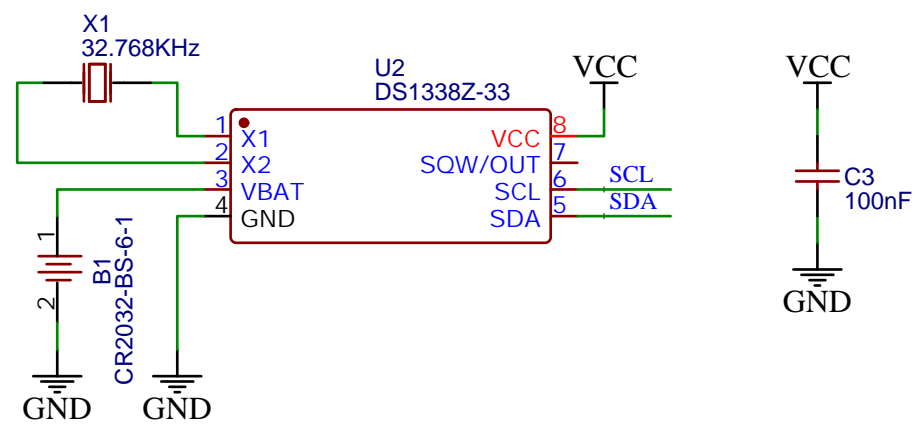 X1
32.768KHz
U2
DS1338Z-33
VCC
VCC
1
X1
VCC
8
2
X2
SQW/OUT
7
3
VBAT
SCL
6
SCL
4
GND
SDA
5
SDA
C3
100nF
1
2
B1
CR2032-BS-6-1
GND
GND
GND